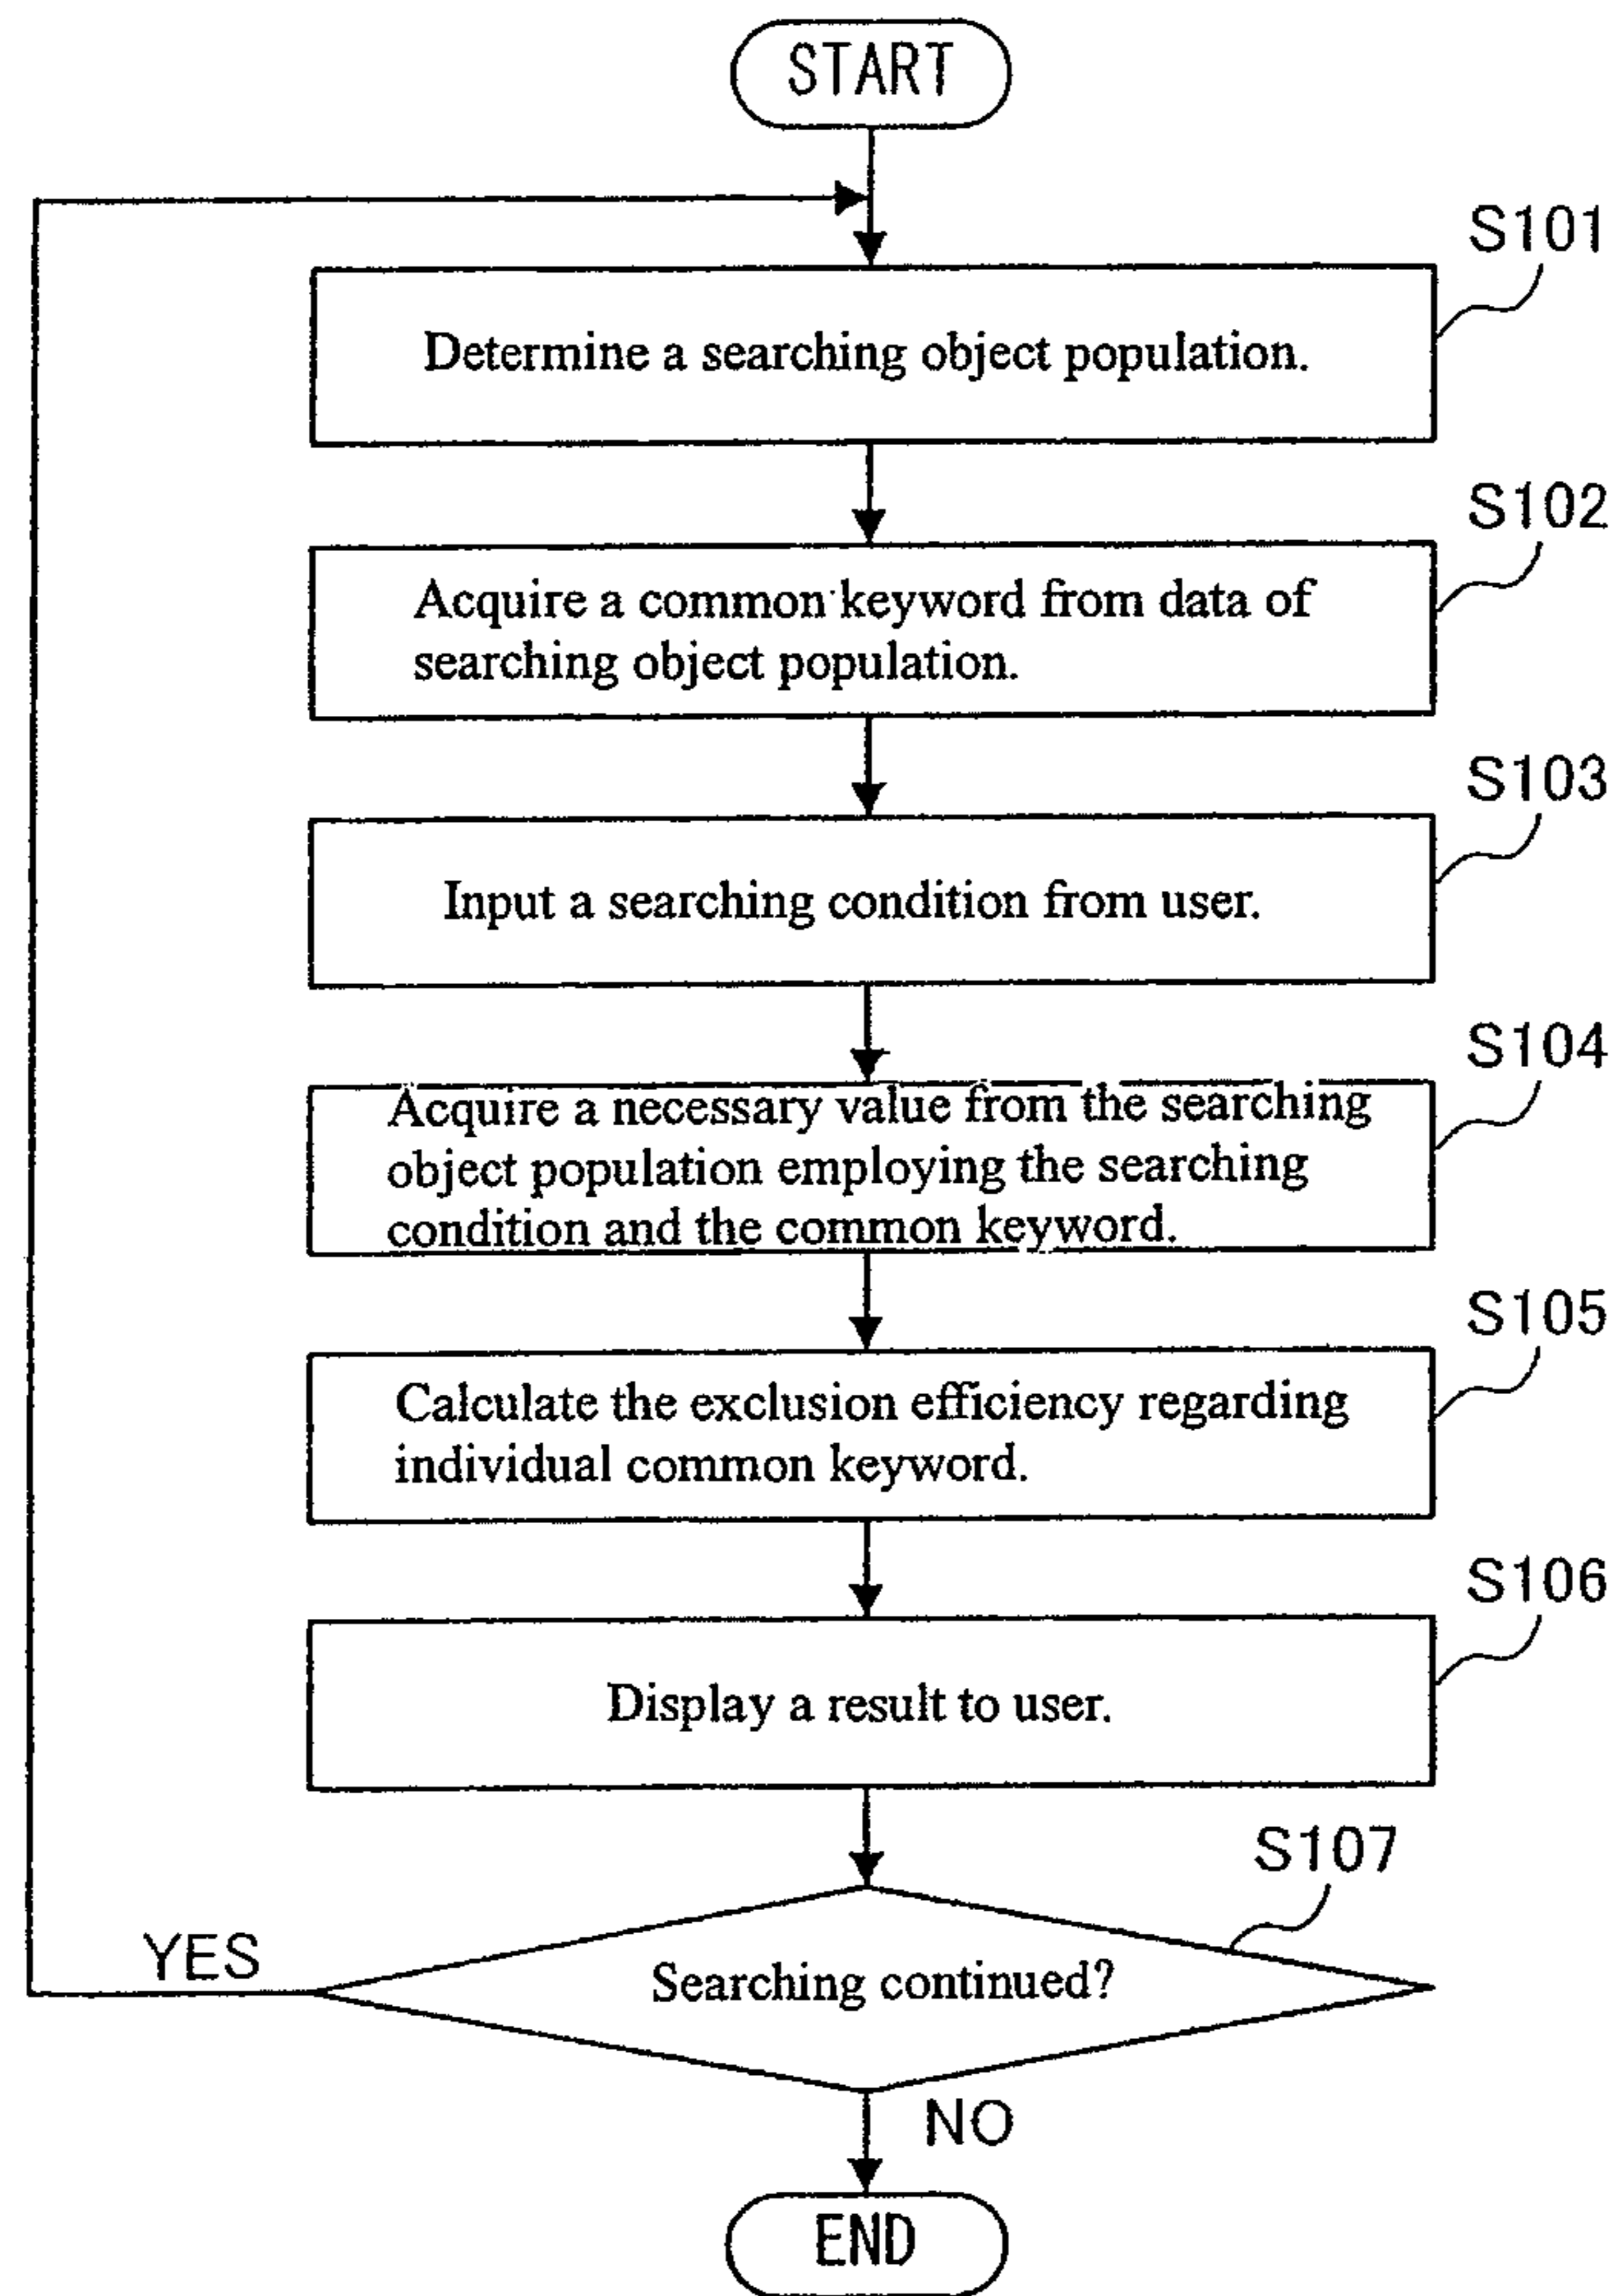 START
S101
Determine a searching object population.
S102
Acquire a common keyword from data of
searching object population.
S103
Input a searching condition from user.
S104
Acquire a necessary value from the searching
object population employing the searching
condition and the common keyword.
S105
Calculate the exclusion efficiency regarding
individual common keyword.
S106
Display a result to user.
S107
YES
Searching continued?
NO
END